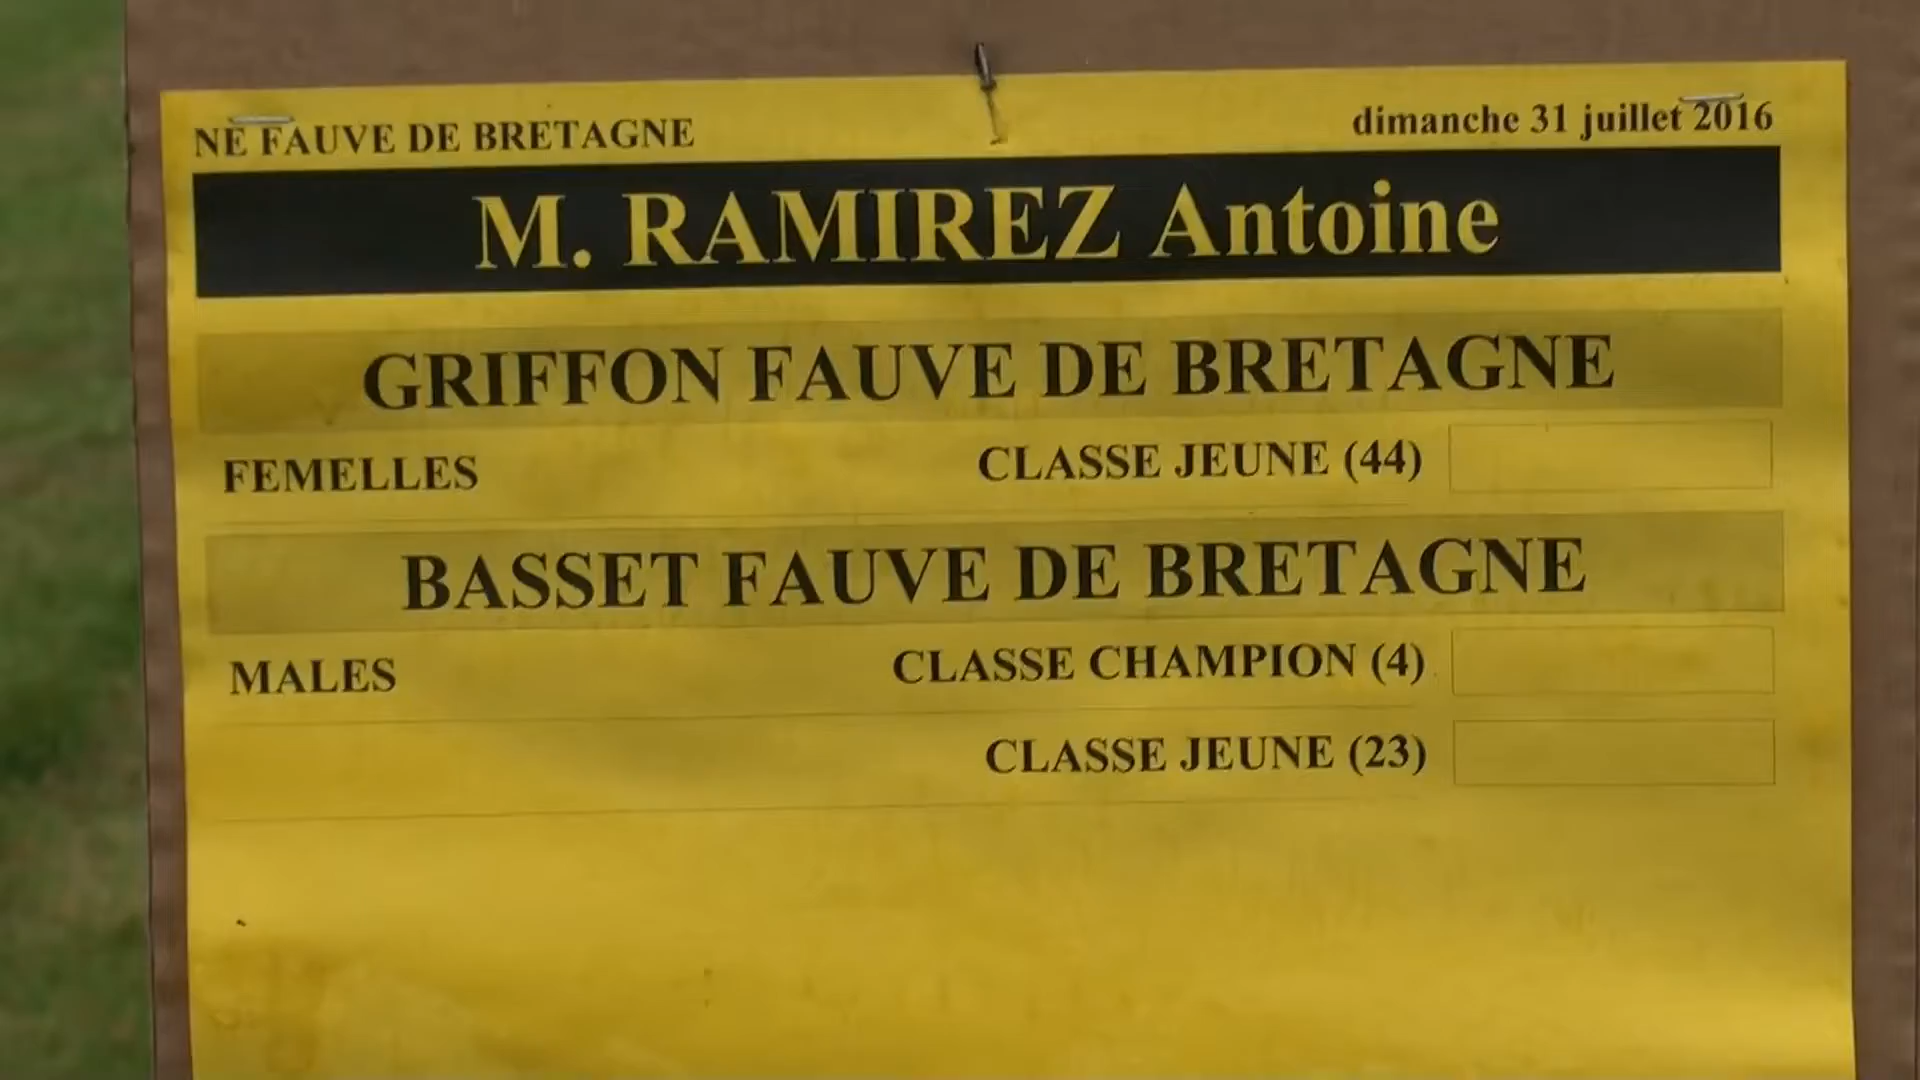 NE FAUVE DE BRETAGNE
dimanche 31 juillet 2016
M. RAMIREZ Antoine
GRIFFON FAUVE DE BRETAGNE
FEMELLES CLASSE JEUNE (44)
BASSET FAUVE DE BRETAGNE
MALES CLASSE CHAMPION (4)
CLASSE JEUNE (23)